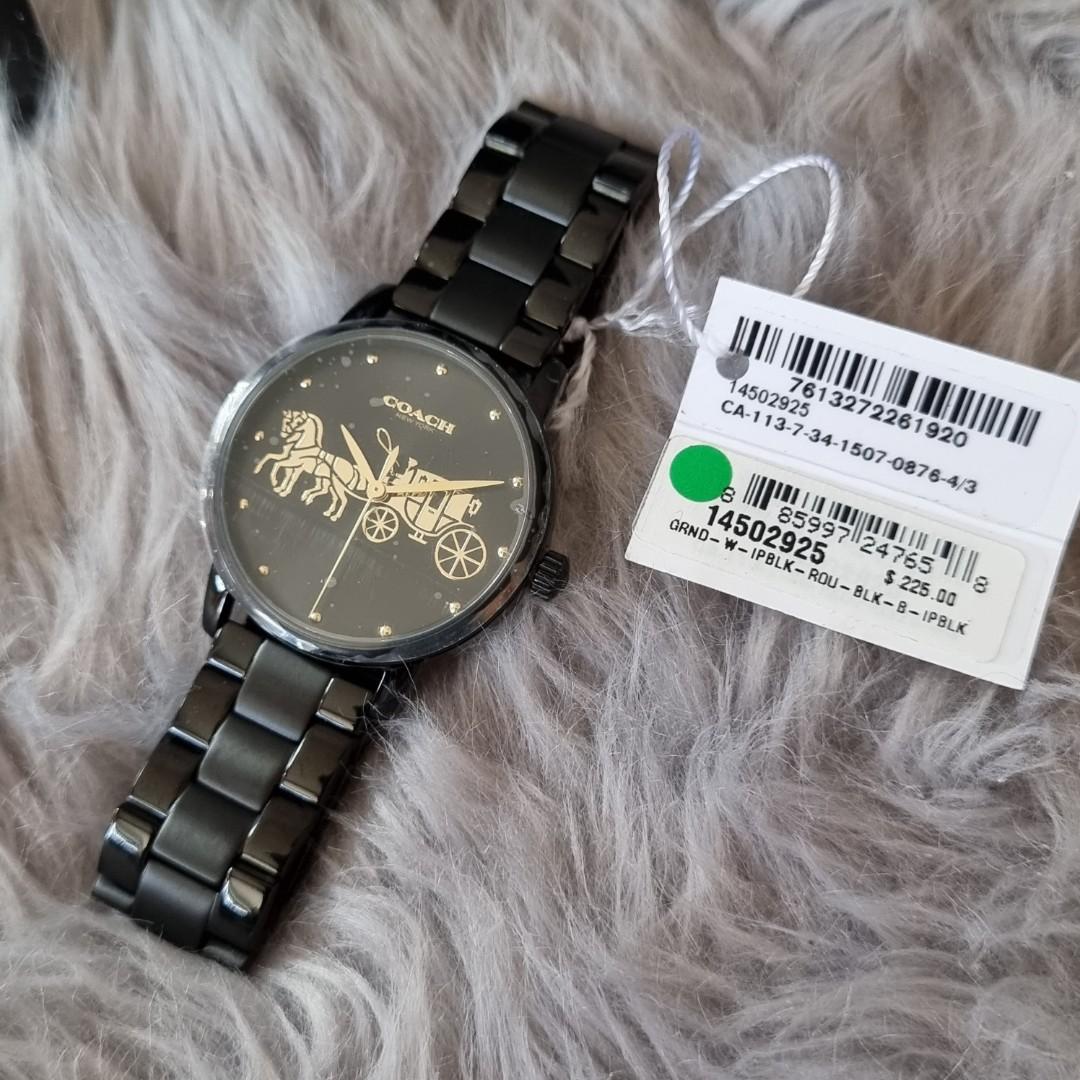 COACH
NEW YORK
7613272261920
14502925
CA-113-7-34-1507-0876-4/3
8 85997 24765 8
14502925
$ 225.00
GRND-W-IPBLK-ROU-BLK-B-IPBLK